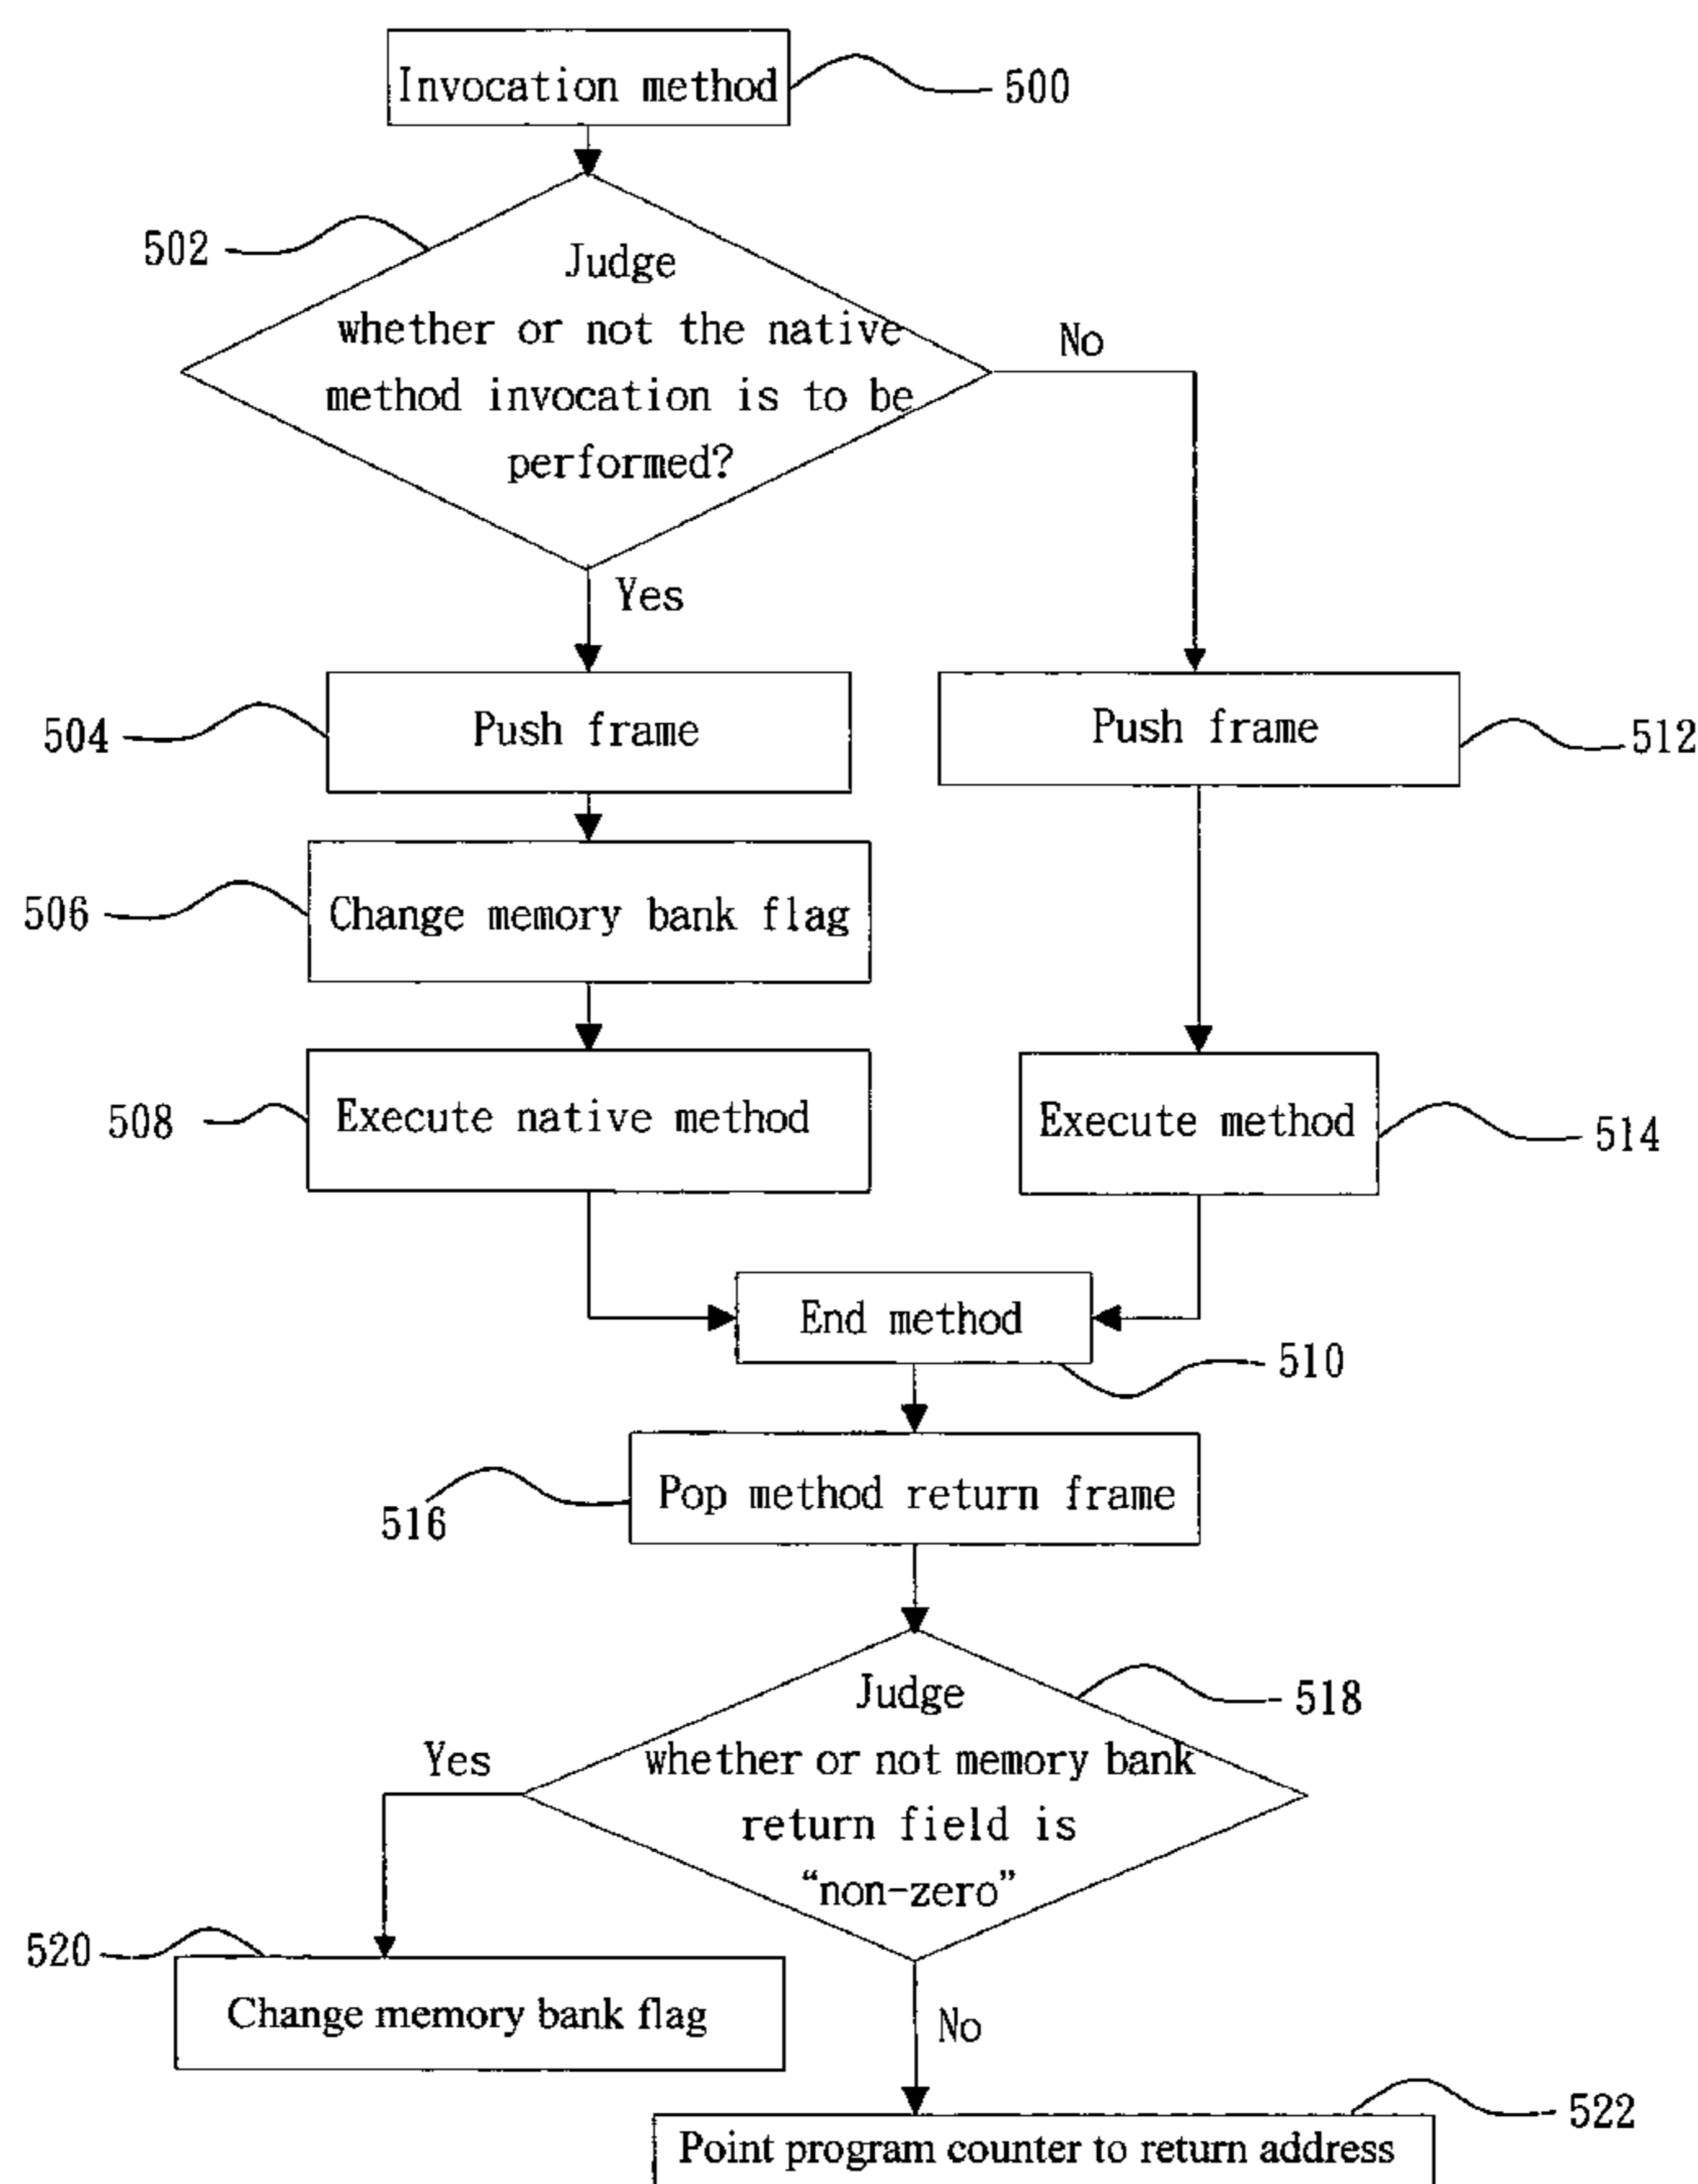 Invocation method
500
502
Judge
whether or not the native
method invocation is to be
performed?
No
Yes
504
Push frame
Push frame
512
506
Change memory bank flag
508
Execute native method
Execute method
514
End method
510
Pop method return frame
516
Judge
whether or not memory bank
return field is
“non-zero”
518
Yes
520
Change memory bank flag
No
522
Point program counter to return address